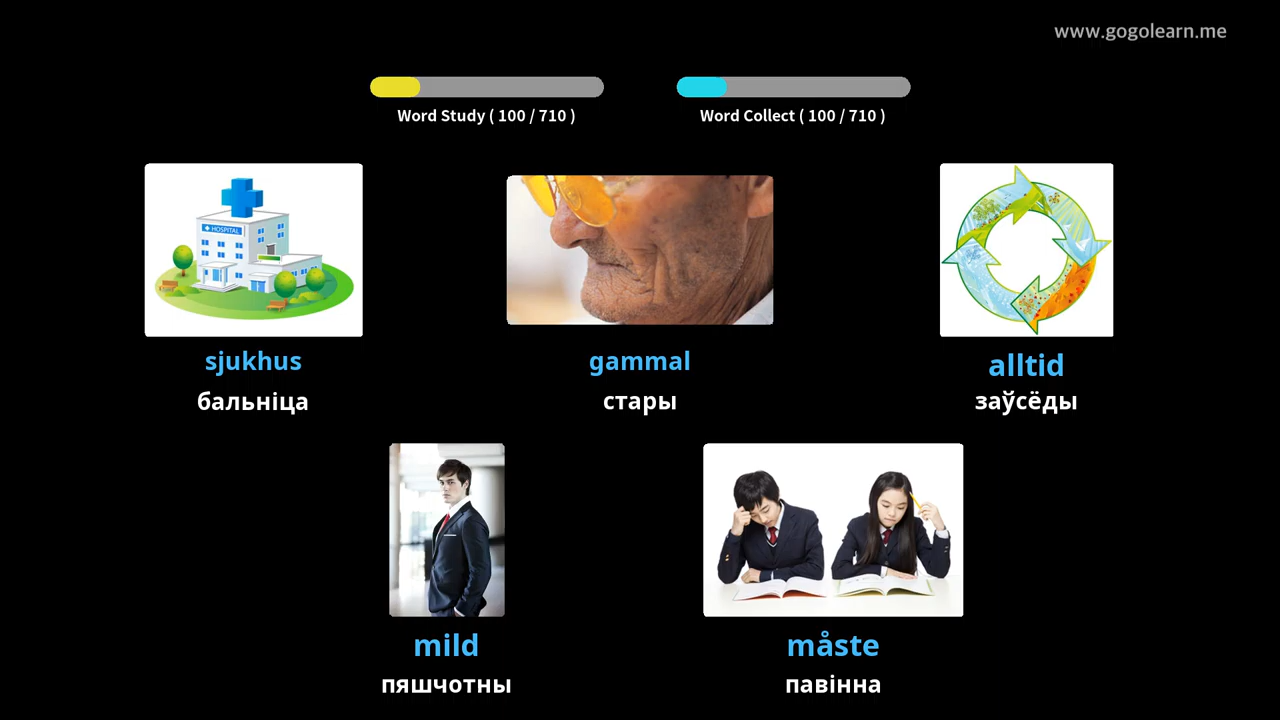 www.gogolearn.me
Word Study ( 100 / 710 )
Word Collect ( 100 / 710 )
HOSPITAL
sjukhus
бальніца
gammal
стары
alltid
заўсёды
mild
пяшчотны
måste
павінна